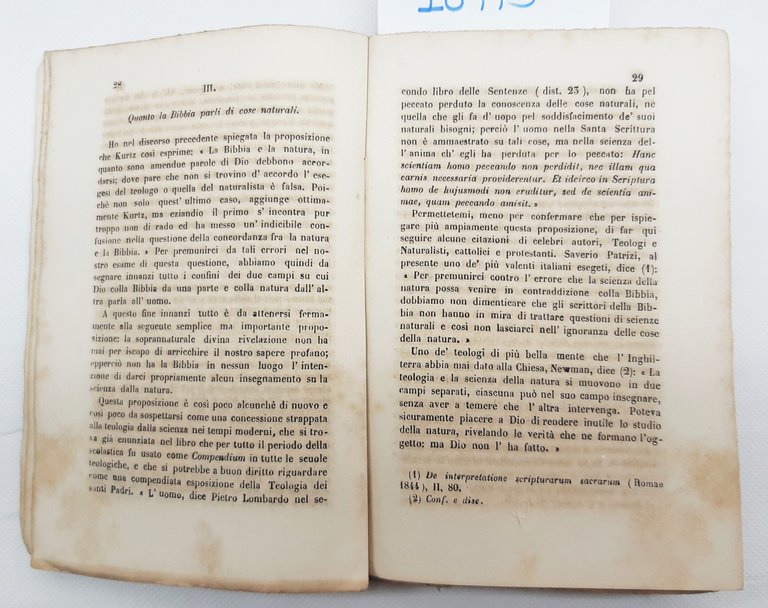 28
III.
Quanto la Bibbia parli di cose naturali.
Ho nel discorso precedente spiegata la proposizione
che Kurtz così esprime: « La Bibbia e la natura, in
quanto sono amendue parole di Dio debbono accor-
darsi; dove pare che non si trovino d' accordo l' ese-
gesi del teologo o quella del naturalista è falsa. Poi-
chè non solo quest' ultimo caso, aggiunge ottima-
mente Kurtz, ma eziandio il primo s' incontra pur
troppo non di rado ed ha messo un' indicibile con-
fusione nella questione della concordanza fra la natura
e la Bibbia. » Per premunirci da tali errori nel no-
stro esame di questa questione, abbiamo quindi da
segnare innanzi tutto i confini dei due campi su cui
Dio colla Bibbia da una parte e colla natura dall' al-
tra parla all' uomo.
A questo fine innanzi tutto è da attenersi ferma-
mente alla seguente semplice ma importante propo-
sizione: la soprannaturale divina rivelazione non ha
mai per iscopo di arricchire il nostro sapere profano;
epperciò non ha la Bibbia in nessun luogo l' inten-
zione di darci propriamente alcun insegnamento su la
scienza dalla natura.
Questa proposizione è così poco alcunchè di nuovo e
così poco da sospettarsi come una concessione strappata
alla teologia dalla scienza nei tempi moderni, che si tro-
va già enunziata nel libro che per tutto il periodo della
scolastica fu usato come Compendium in tutte le scuole
teologiche, e che si potrebbe a buon diritto riguardare
come una compendiata esposizione della Teologia dei
santi Padri. « L' uomo, dice Pietro Lombardo nel se-
29
condo libro delle Sentenze ( dist. 23 ), non ha pel
peccato perduto la conoscenza delle cose naturali, nè
quella che gli fa d' uopo pel soddisfacimento de' suoi
naturali bisogni; perciò l' uomo nella Santa Scrittura
non è ammaestrato su tali cose, ma nella scienza del-
l' anima ch' egli ha perduta per lo peccato: Hanc
scientiam homo peccando non perdidit, nec illam qua
carnis necessaria providerentur. Et idcirco in Scriptura
homo de hujusmodi non eruditur, sed de scientia ani-
mae, quam peccando amisit. »
Permettetemi, meno per confermare che per ispie-
gare più ampiamente questa proposizione, di far qui
seguire alcune citazioni di celebri autori, Teologi e
Naturalisti, cattolici e protestanti. Saverio Patrizi, al
presente uno de' più valenti italiani esegeti, dice (1):
« Per premunirci contro l' errore che la scienza della
natura possa venire in contraddizione colla Bibbia,
dobbiamo non dimenticare che gli scrittori della Bib-
bia non hanno in mira di trattare questioni di scienze
naturali e così non lasciarci nell' ignoranza delle cose
della natura. »
Uno de' teologi di più bella mente che l' Inghil-
terra abbia mai dato alla Chiesa, Newman, dice (2): « La
teologia e la scienza della natura si muovono in due
campi separati, ciascuna può nel suo campo insegnare,
senza aver a temere che l' altra intervenga. Poteva
sicuramente piacere a Dio di rendere inutile lo studio
della natura, rivelando le verità che ne formano l'og-
getto: ma Dio non l' ha fatto. »
(1) De interpretatione scripturarum sacrarum ( Romae
1844 ), II, 80.
(2) Conf. e disc.